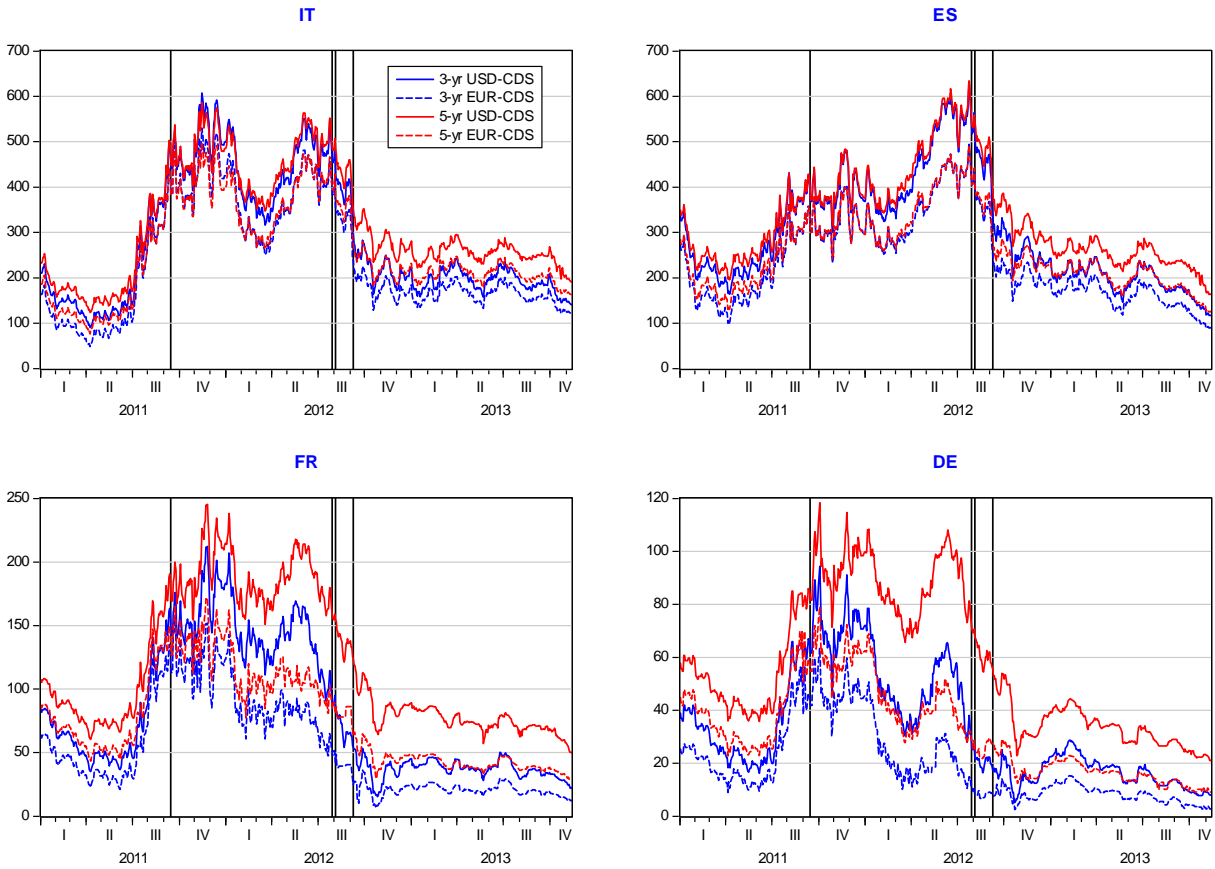 IT
700
600
500
400
300
200
100
0
3-yr USD-CDS
3-yr EUR-CDS
5-yr USD-CDS
5-yr EUR-CDS
I II III IV I II III IV I II III IV
2011 2012 2013
ES
700
600
500
400
300
200
100
0
I II III IV I II III IV I II III IV
2011 2012 2013
FR
250
200
150
100
50
0
I II III IV I II III IV I II III IV
2011 2012 2013
DE
120
100
80
60
40
20
0
I II III IV I II III IV I II III IV
2011 2012 2013